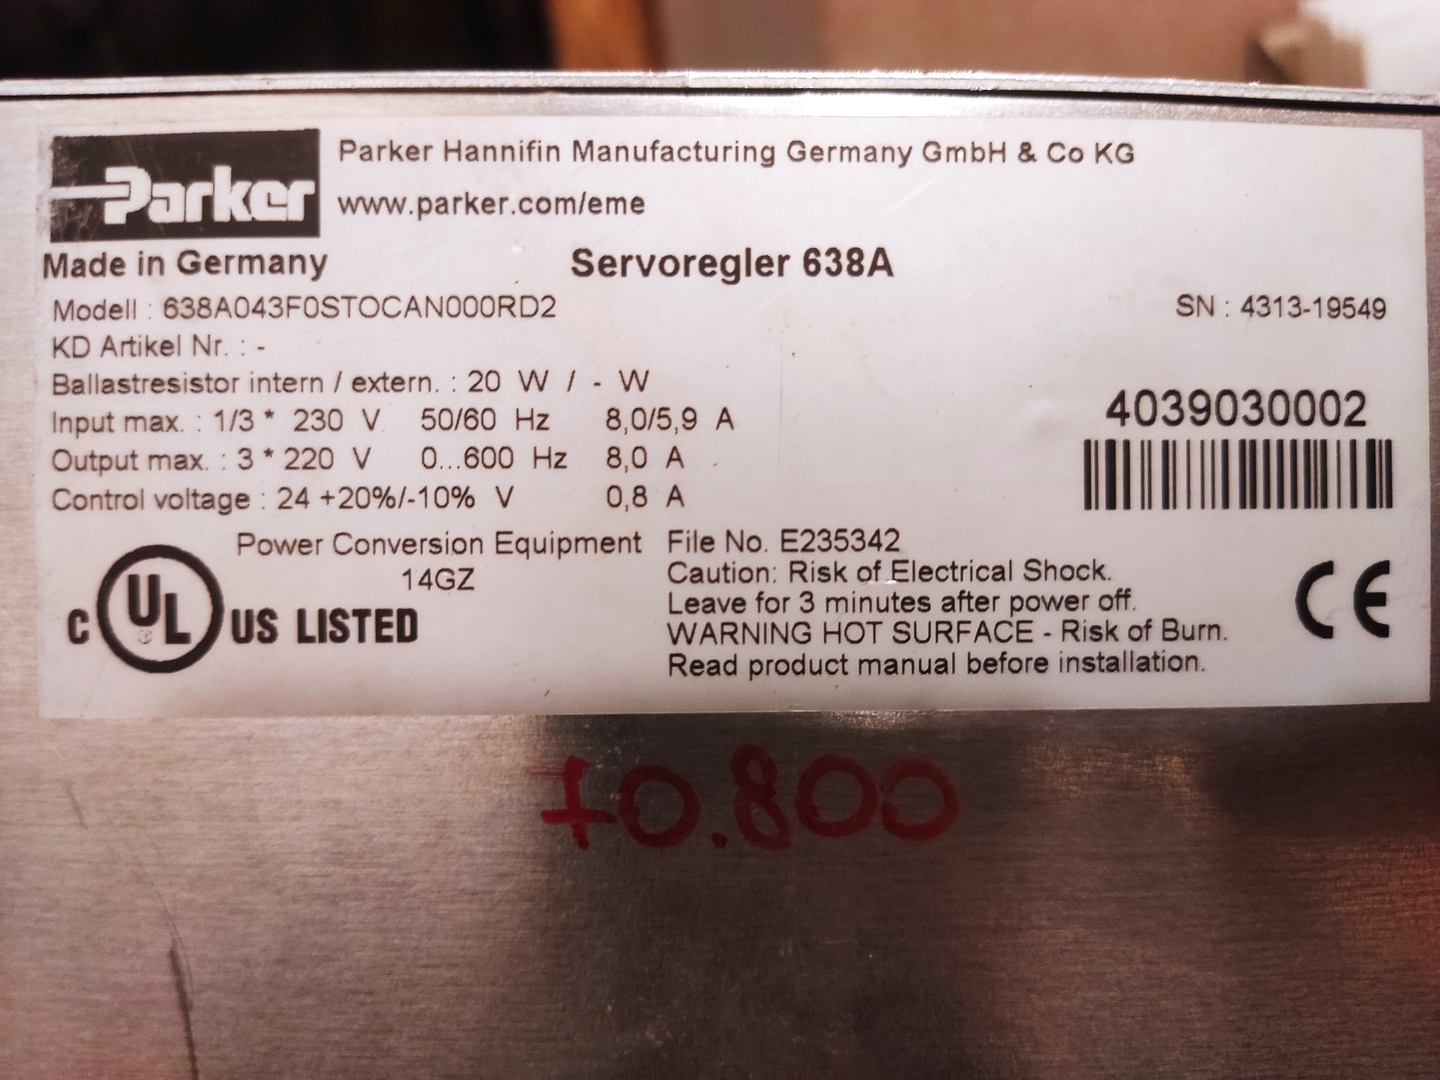 Parker
Parker Hannifin Manufacturing Germany GmbH & Co KG
www.parker.com/eme
Made in Germany
Servoregler 638A
Modell : 638A043F0STOCAN000RD2
SN : 4313-19549
KD Artikel Nr. : -
Ballastresistor intern / extern. : 20 W / - W
Input max. : 1/3 * 230 V 50/60 Hz 8,0/5,9 A
Output max. : 3 * 220 V 0...600 Hz 8,0 A
Control voltage : 24 +20%/-10% V 0,8 A
4039030002
Power Conversion Equipment
14GZ
C UL US LISTED
File No. E235342
Caution: Risk of Electrical Shock.
Leave for 3 minutes after power off.
WARNING HOT SURFACE - Risk of Burn.
Read product manual before installation.
CE
70.800